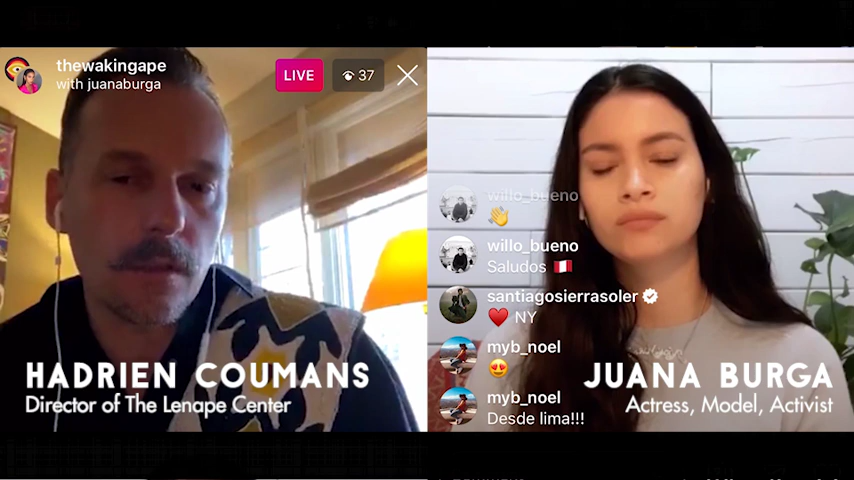 thewakingape
with juanaburga
LIVE
37
willo_bueno
👋
willo_bueno
Saludos 🇵🇪
santiagosierrasoler
❤️ NY
myb_noel
😍
myb_noel
Desde lima!!!
HADRIEN COUMANS
Director of The Lenape Center
JUANA BURGA
Actress, Model, Activist